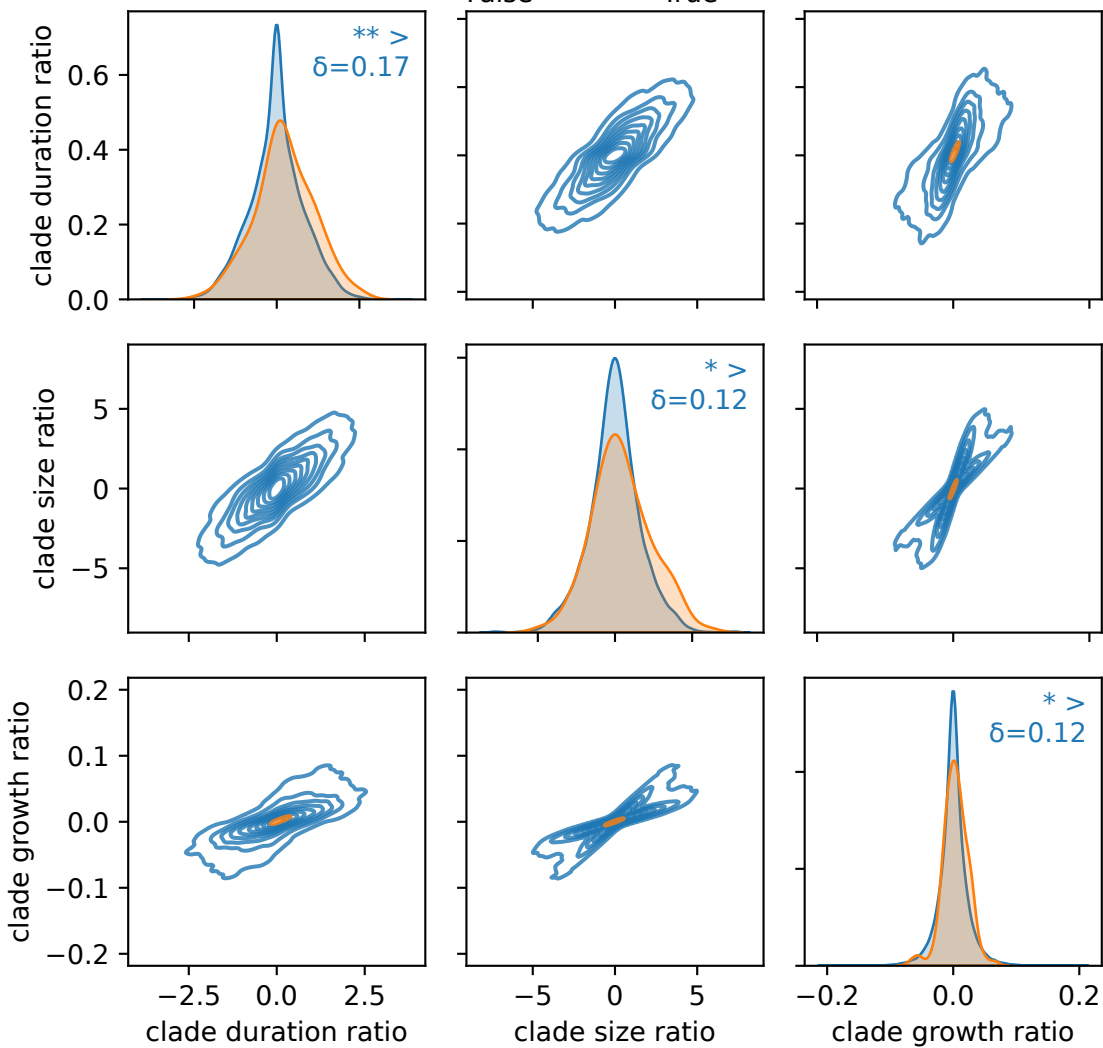 ** >
δ=0.17
clade duration ratio
0.6
0.4
0.2
0.0
* >
δ=0.12
clade size ratio
5
0
−5
* >
δ=0.12
clade growth ratio
0.2
0.1
0.0
−0.1
−0.2
−2.5 0.0 2.5
−5 0 5
−0.2 0.0 0.2
clade duration ratio
clade size ratio
clade growth ratio